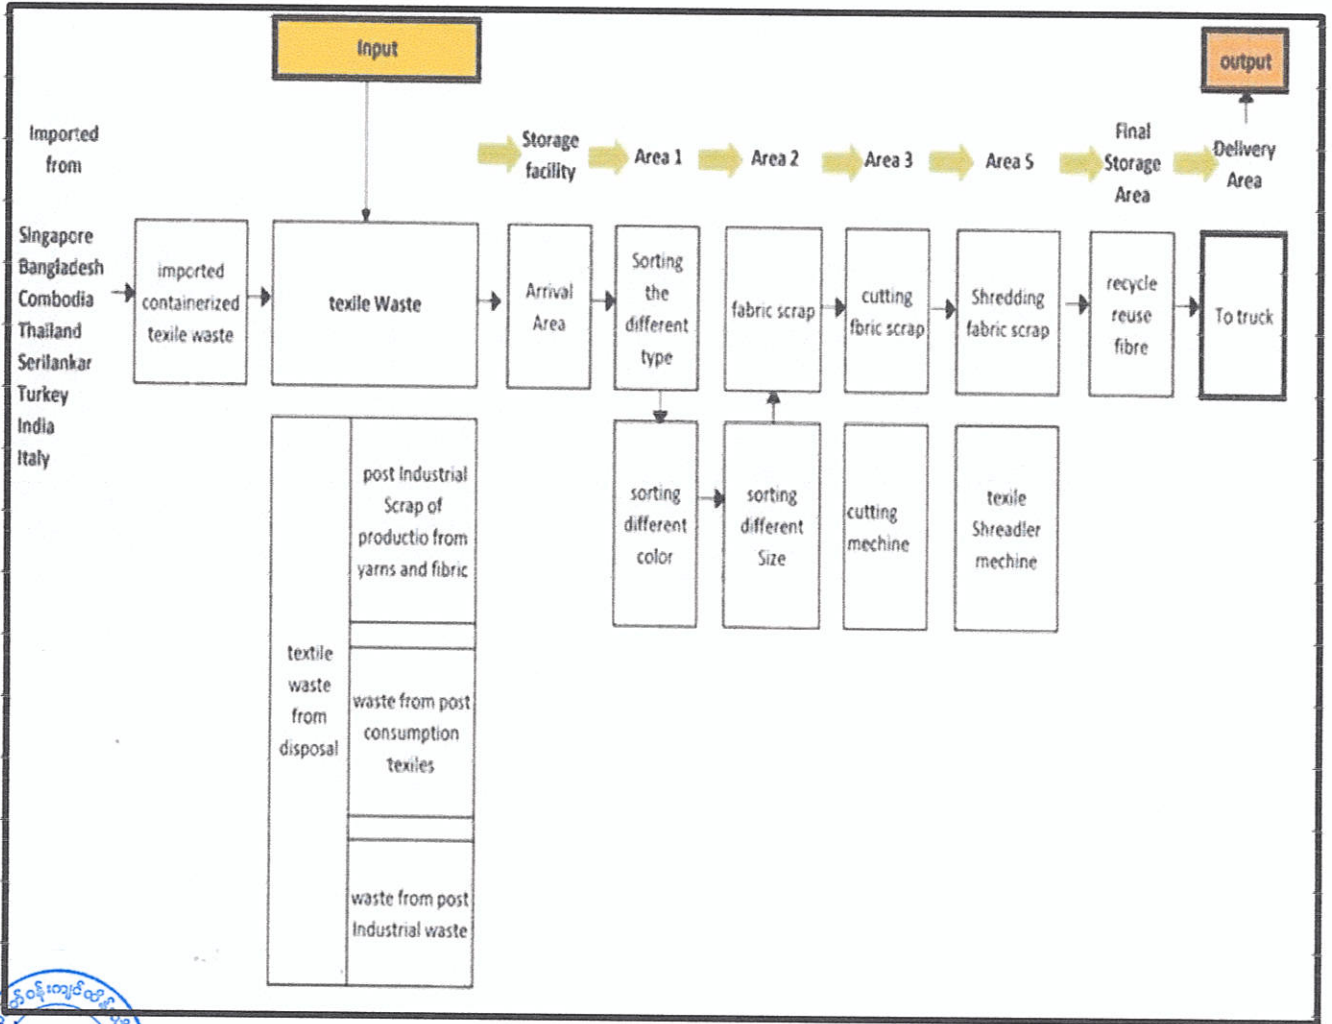 Input
output
Imported
from
Storage
facility
Area 1
Area 2
Area 3
Area 5
Final
Storage
Area
Delivery
Area
Singapore
Bangladesh
Combodia
Thailand
Serilankar
Turkey
India
Italy
imported
containerized
texile waste
texile Waste
Arrival
Area
Sorting
the
different
type
fabric scrap
cutting
fbric scrap
Shredding
fabric scrap
recycle
reuse
fibre
To truck
sorting
different
color
sorting
different
Size
cutting
mechine
texile
Shreadler
mechine
textile
waste
from
disposal
post Industrial
Scrap of
productio from
yarns and fibric
waste from post
consumption
texiles
waste from post
Industrial waste